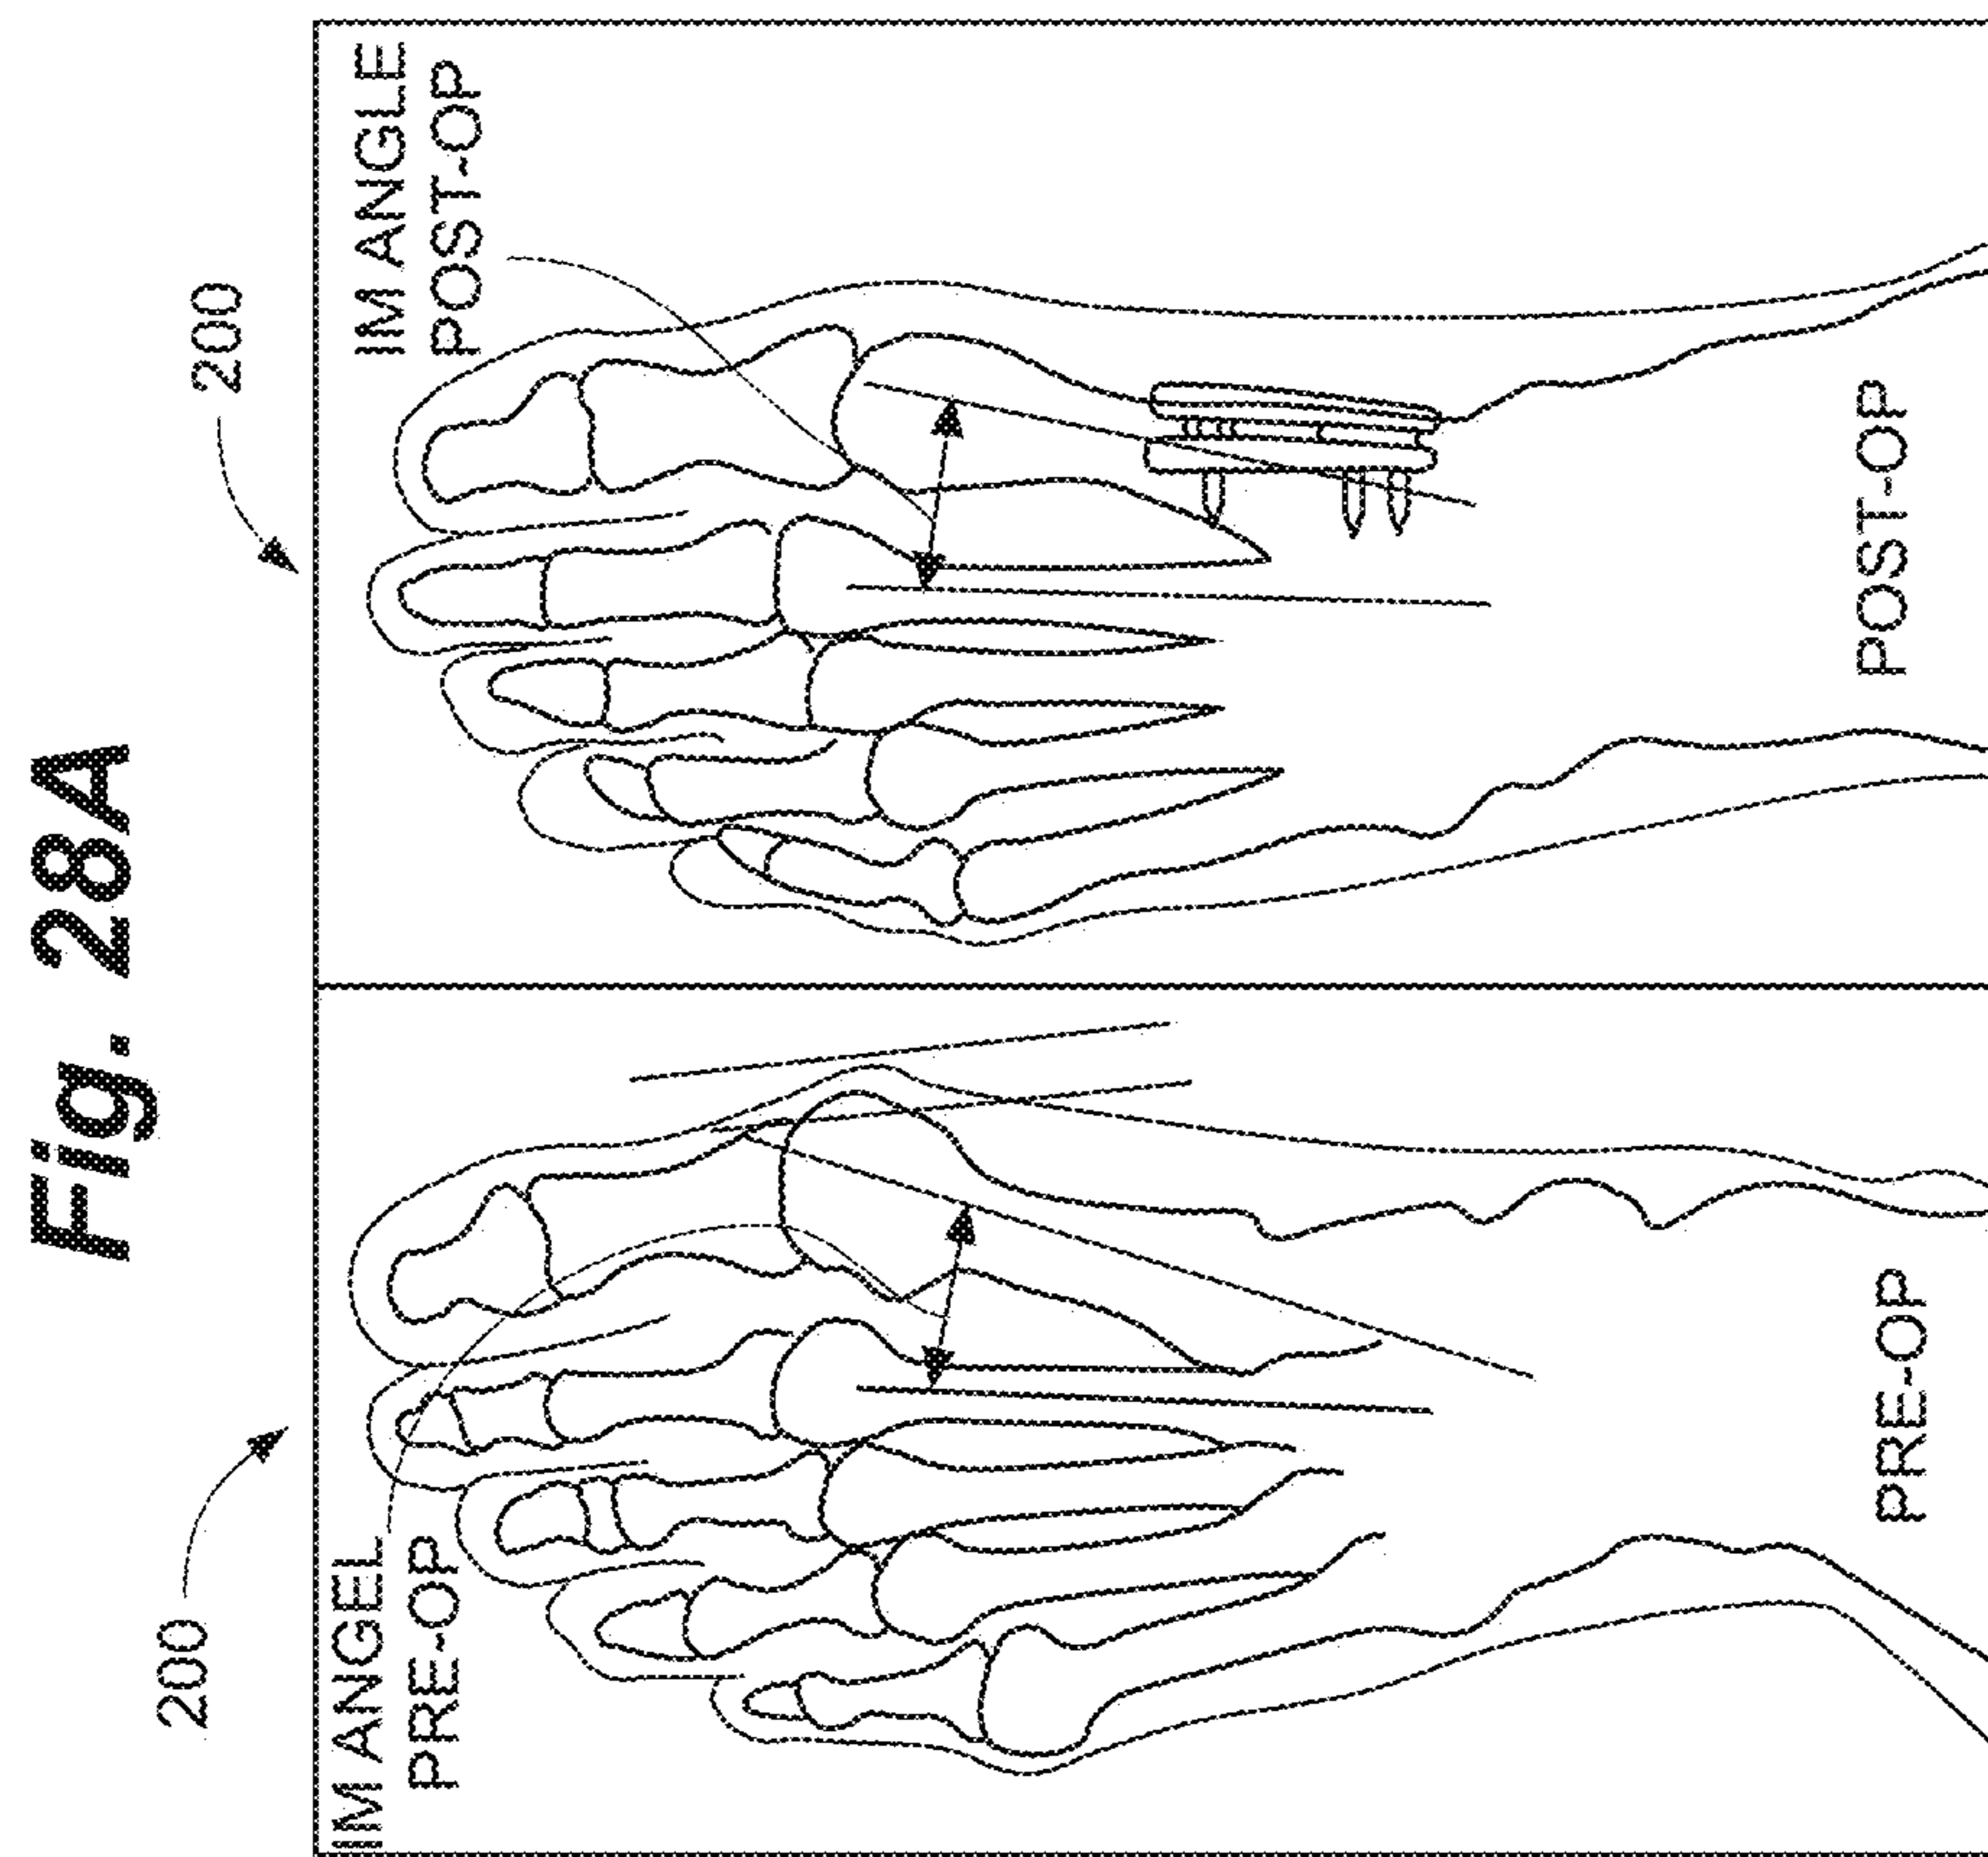 Fig. 28A
200
200
IM ANGEL
PRE-OP
IM ANGLE
POST-OP
PRE-OP
POST-OP